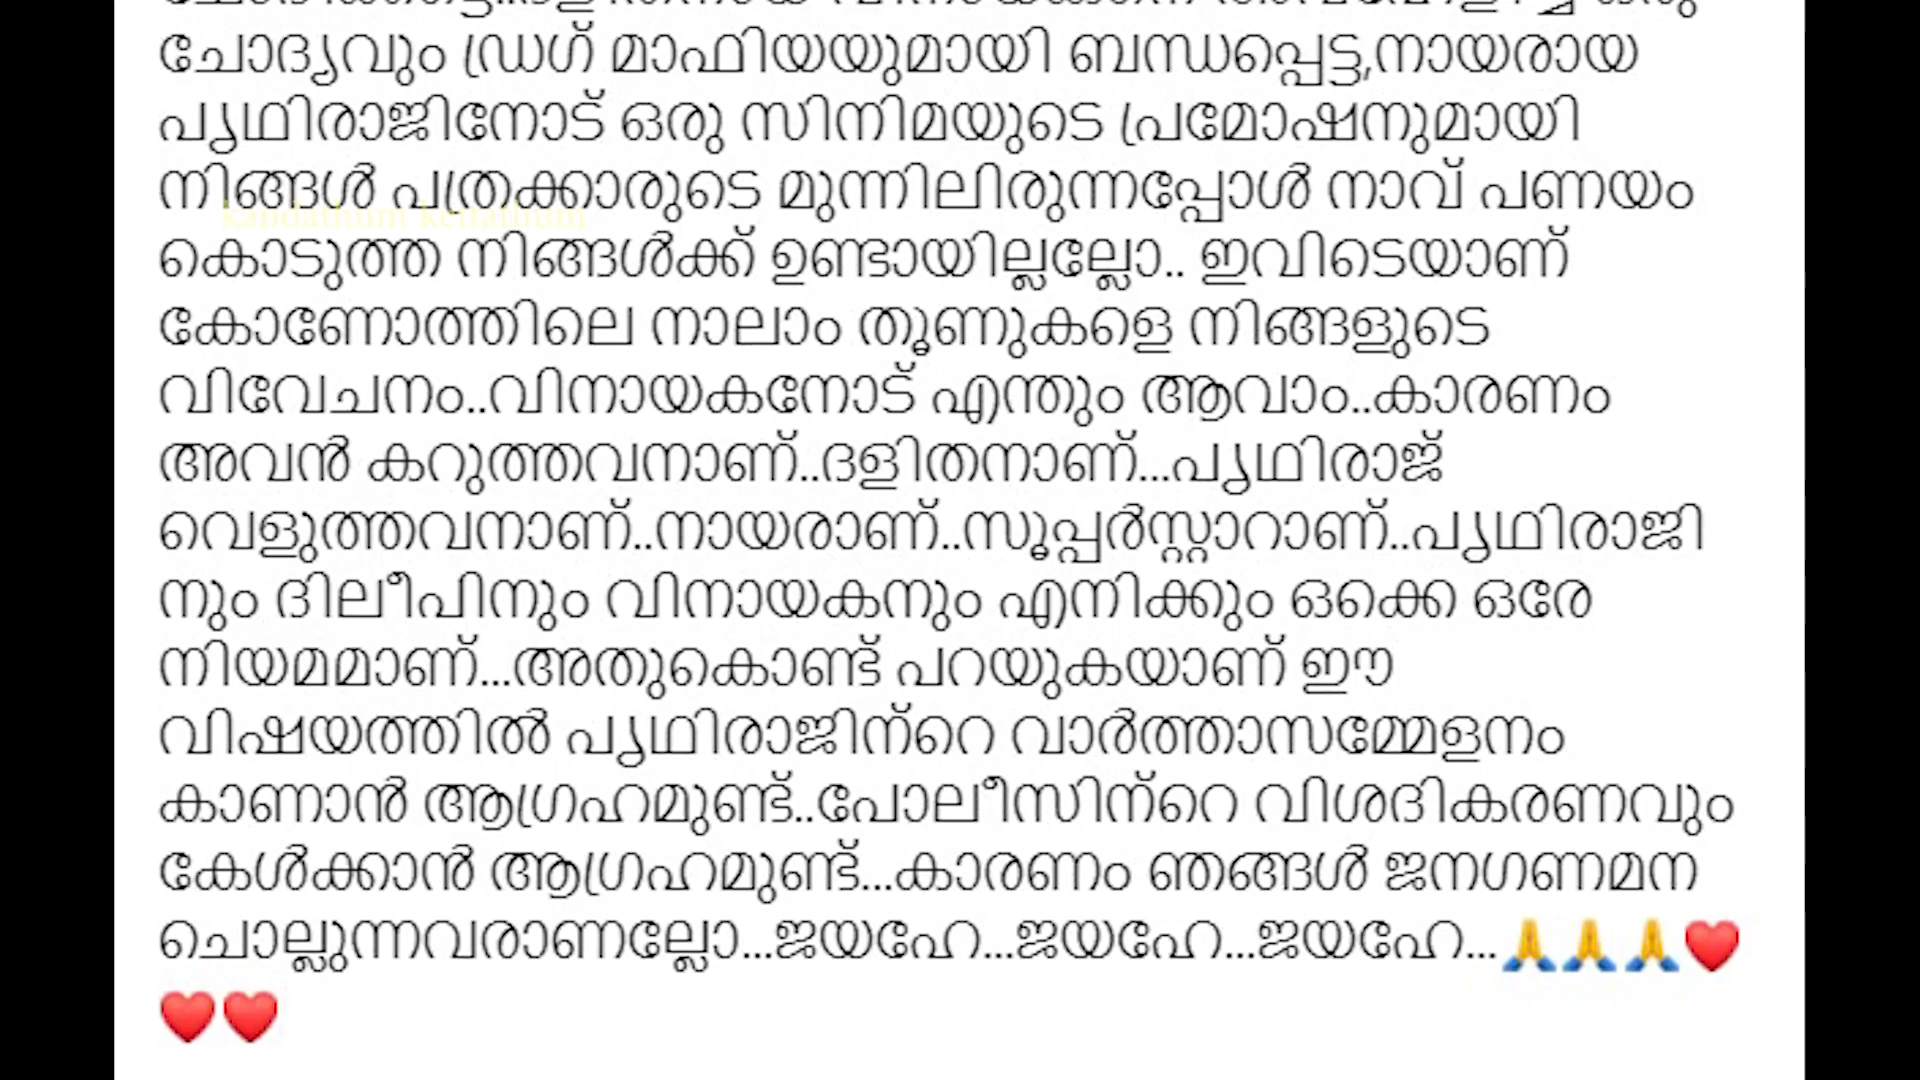 ചോദ്യവും ഡ്രഗ് മാഫിയയുമായി ബന്ധപ്പെട്ട,നായരായ
പൃഥിരാജിനോട് ഒരു സിനിമയുടെ പ്രമോഷനുമായി
നിങ്ങൾ പത്രക്കാരുടെ മുന്നിലിരുന്നപ്പോൾ നാവ് പണയം
kandathum kettathum
കൊടുത്ത നിങ്ങൾക്ക് ഉണ്ടായില്ലല്ലോ.. ഇവിടെയാണ്
കോണോത്തിലെ നാലാം തൂണുകളെ നിങ്ങളുടെ
വിവേചനം..വിനായകനോട് എന്തും ആവാം..കാരണം
അവൻ കറുത്തവനാണ്..ദളിതനാണ്...പൃഥിരാജ്
വെളുത്തവനാണ്..നായരാണ്..സൂപ്പർസ്റ്റാറാണ്..പൃഥിരാജി
നും ദിലീപിനും വിനായകനും എനിക്കും ഒക്കെ ഒരേ
നിയമമാണ്...അതുകൊണ്ട് പറയുകയാണ് ഈ
വിഷയത്തിൽ പൃഥിരാജിന്റെ വാർത്താസമ്മേളനം
കാണാൻ ആഗ്രഹമുണ്ട്..പോലീസിന്റെ വിശദികരണവും
കേൾക്കാൻ ആഗ്രഹമുണ്ട്...കാരണം ഞങ്ങൾ ജനഗണമന
ചൊല്ലുന്നവരാണല്ലോ...ജയഹേ...ജയഹേ...ജയഹേ...🙏🙏🙏❤️
❤️❤️